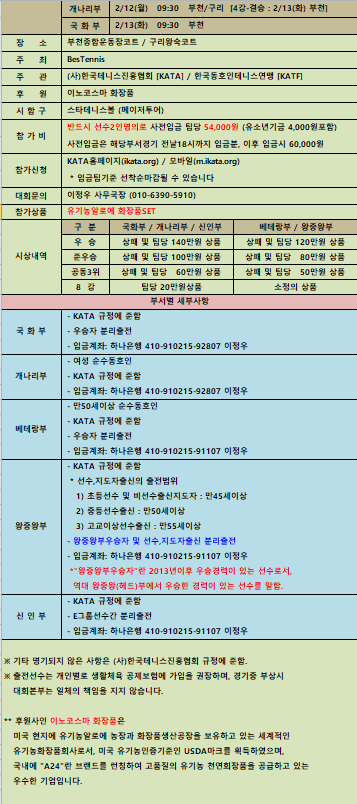 개나리부 2/12(월) 09:30 부천/구리 [4강-결승 : 2/13(화) 부천]
국 화 부 2/13(화) 09:30 부천
장 소 부천종합운동장코트 / 구리왕숙코트
주 최 BesTennis
주 관 (사)한국테니스진흥협회 [KATA] / 한국동호인테니스연맹 [KATF]
후 원 이노코스마 화장품
시 합 구 스타테니스볼 (메이저투어)
참 가 비 반드시 선수2인명의로 사전입금 팀당 54,000원 (유소년기금 4,000원포함)
사전입금은 해당부서경기 전날18시까지 입금분, 이후 입금시 60,000원
참가신청 KATA홈페이지(ikata.org) / 모바일(m.ikata.org)
* 입금팀기준 선착순마감될 수 있습니다
대회문의 이정우 사무국장 (010-6390-5910)
참가상품 유기농알로에 화장품SET
시상내역 구 분 국화부 / 개나리부 / 신인부 베테랑부 / 왕중왕부
우 승 상패 및 팀당 140만원 상품 상패 및 팀당 120만원 상품
준우승 상패 및 팀당 100만원 상품 상패 및 팀당 80만원 상품
공동3위 상패 및 팀당 60만원 상품 상패 및 팀당 50만원 상품
8 강 팀당 20만원상품 소정의 상품
부서별 세부사항
국 화 부 - KATA 규정에 준함
- 우승자 분리출전
- 입금계좌: 하나은행 410-910215-92807 이정우
개나리부 - 여성 순수동호인
- KATA 규정에 준함
- 입금계좌: 하나은행 410-910215-92807 이정우
베테랑부 - 만50세이상 순수동호인
- KATA 규정에 준함
- 우승자 분리출전
- 입금계좌: 하나은행 410-910215-91107 이정우
왕중왕부 - KATA 규정에 준함
* 선수,지도자출신의 출전범위
1) 초등선수 및 비선수출신지도자 : 만45세이상
2) 중등선수출신 : 만50세이상
3) 고교이상선수출신 : 만55세이상
- 왕중왕부우승자 및 선수,지도자출신 분리출전
- 입금계좌: 하나은행 410-910215-91107 이정우
*"왕중왕부우승자"란 2013년이후 우승경력이 있는 선수로서,
역대 왕중왕(헤드)부에서 우승한 경력이 있는 선수를 말함.
신 인 부 - KATA 규정에 준함
- E그룹선수간 분리출전
- 입금계좌: 하나은행 410-910215-91107 이정우
※ 기타 명기되지 않은 사항은 (사)한국테니스진흥협회 규정에 준함.
※ 출전선수는 개인별로 생활체육 공제보험에 가입을 권장하며, 경기중 부상시
대회본부는 일체의 책임을 지지 않습니다.
** 후원사인 이노코스마 화장품은
미국 현지에 유기농알로에 농장과 화장품생산공장을 보유하고 있는 세계적인
유기농화장품회사로서, 미국 유기농인증기준인 USDA마크를 획득하였으며,
국내에 "A24"란 브랜드를 런칭하여 고품질의 유기농 천연화장품을 공급하고 있는
우수한 기업입니다.